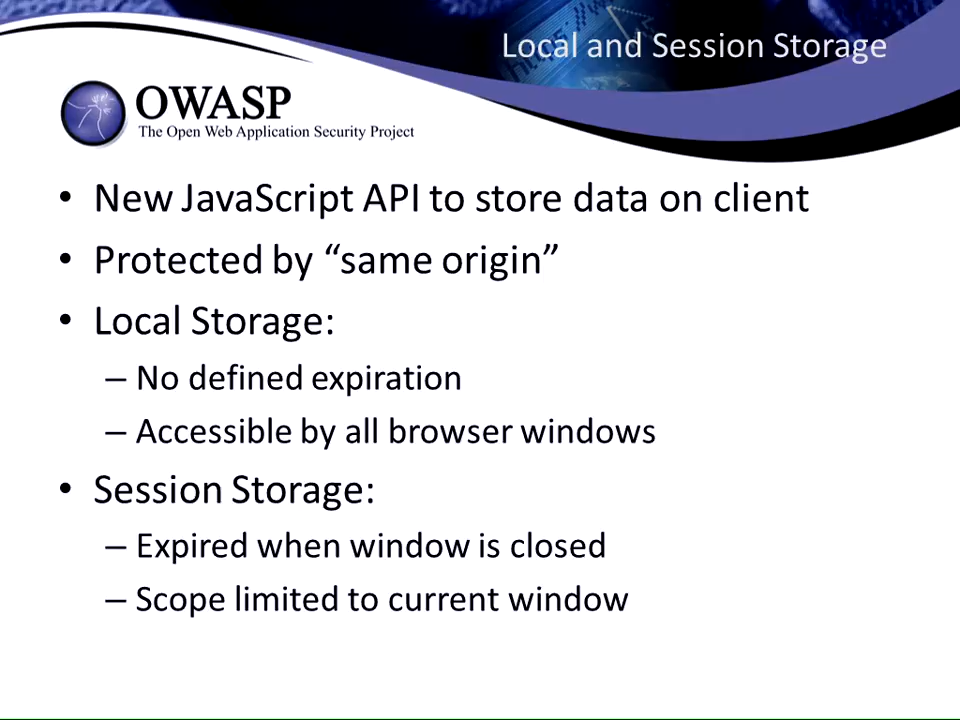 Local and Session Storage
OWASP
The Open Web Application Security Project
• New JavaScript API to store data on client
• Protected by “same origin”
• Local Storage:
– No defined expiration
– Accessible by all browser windows
• Session Storage:
– Expired when window is closed
– Scope limited to current window